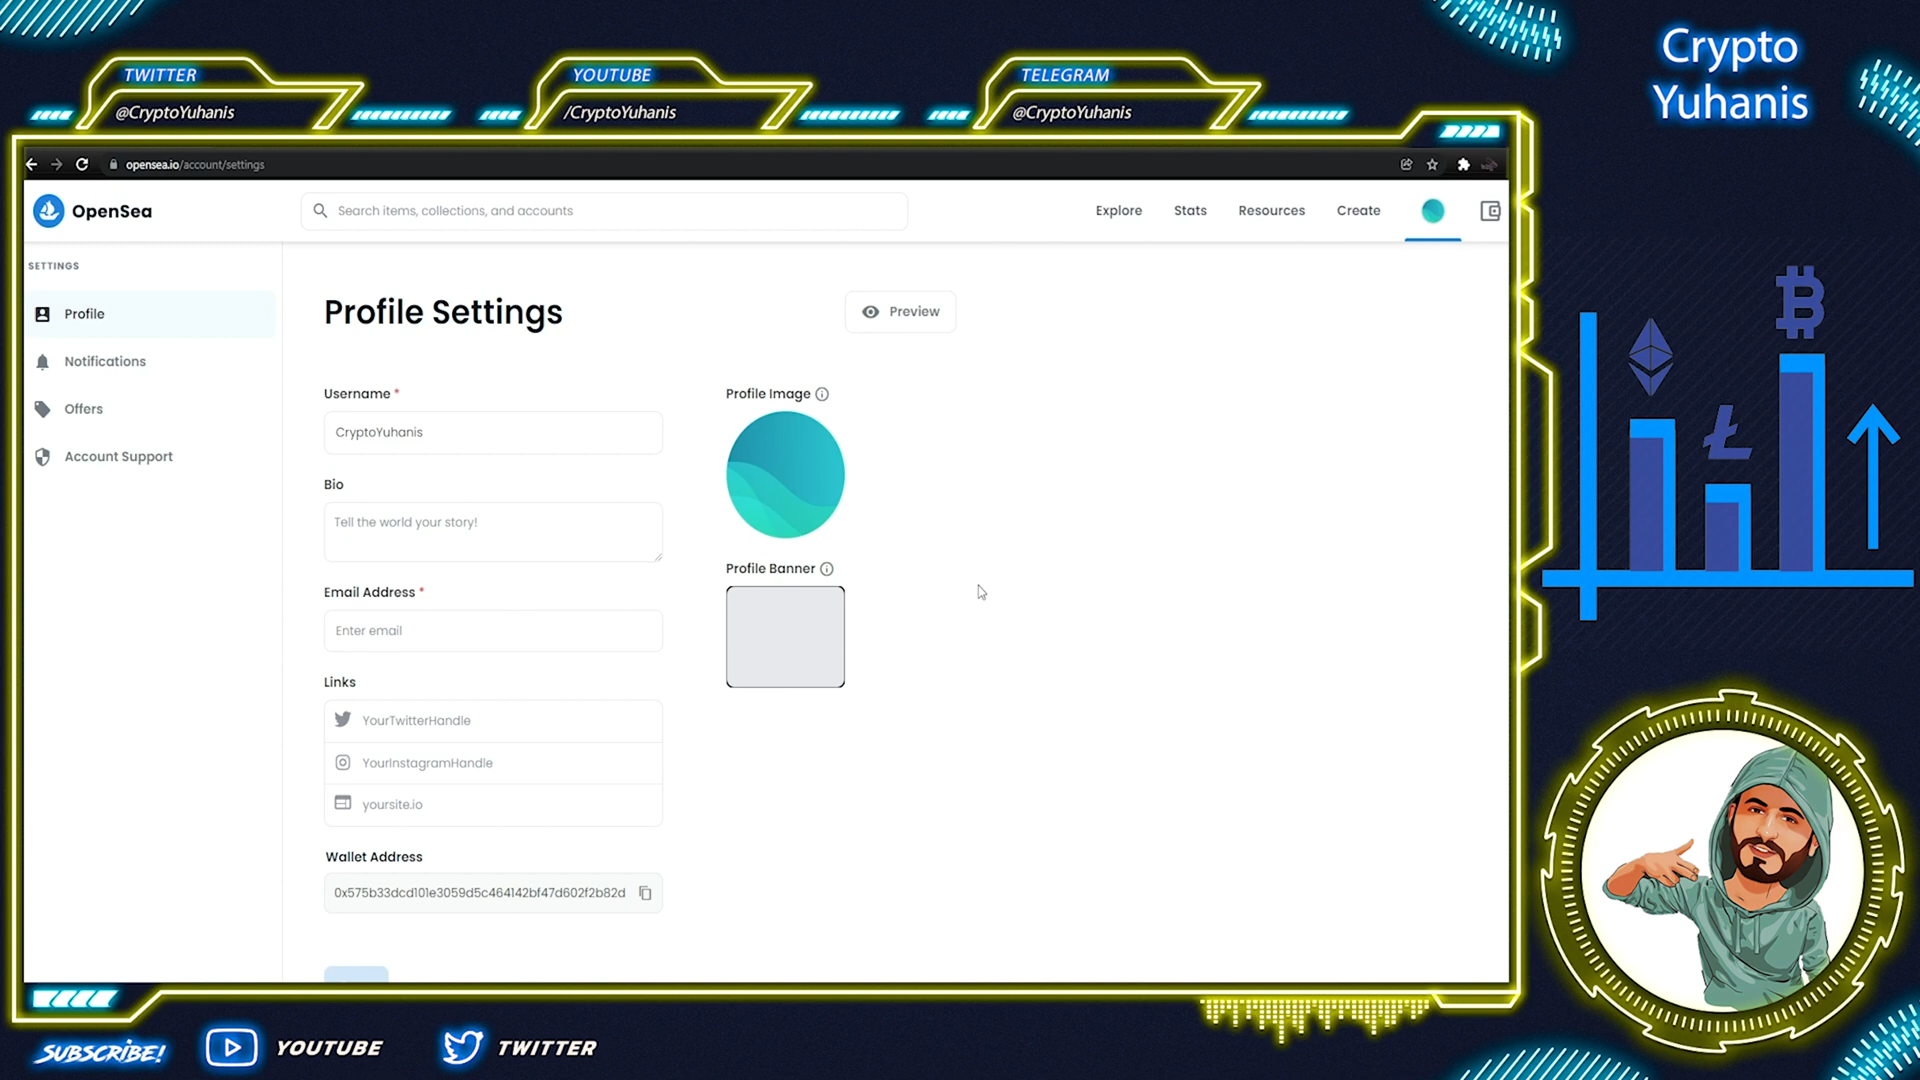 TWITTER
@CryptoYuhanis
YOUTUBE
/CryptoYuhanis
TELEGRAM
@CryptoYuhanis
Crypto
Yuhanis
opensea.io/account/settings
OpenSea
Search items, collections, and accounts
Explore
Stats
Resources
Create
SETTINGS
Profile
Notifications
Offers
Account Support
Profile Settings
Preview
Username *
CryptoYuhanis
Bio
Tell the world your story!
Email Address *
Enter email
Links
YourTwitterHandle
YourInstagramHandle
yoursite.io
Wallet Address
0x575b33dcd101e3059d5c464142bf47d602f2b82d
Profile Image
Profile Banner
SUBSCRIBE!
YOUTUBE
TWITTER